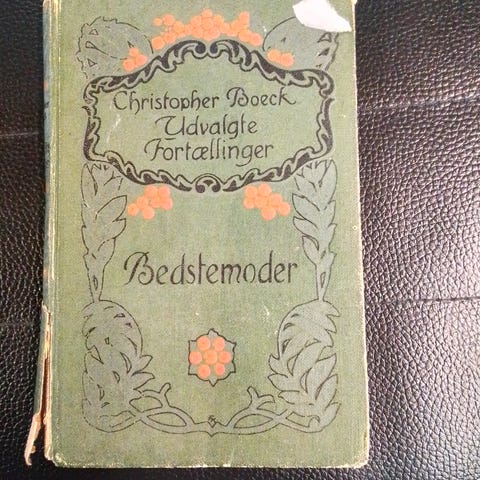 Christopher Boeck
Udvalgte
Fortællinger
Bedstemoder